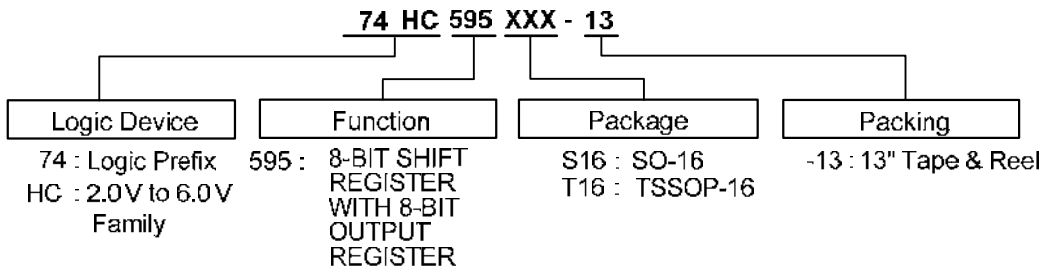 74 HC 595 XXX - 13
Logic Device
74 : Logic Prefix
HC : 2.0V to 6.0V
Family
Function
595 : 8-BIT SHIFT
REGISTER
WITH 8-BIT
OUTPUT
REGISTER
Package
S16 : SO-16
T16 : TSSOP-16
Packing
-13 : 13" Tape & Reel